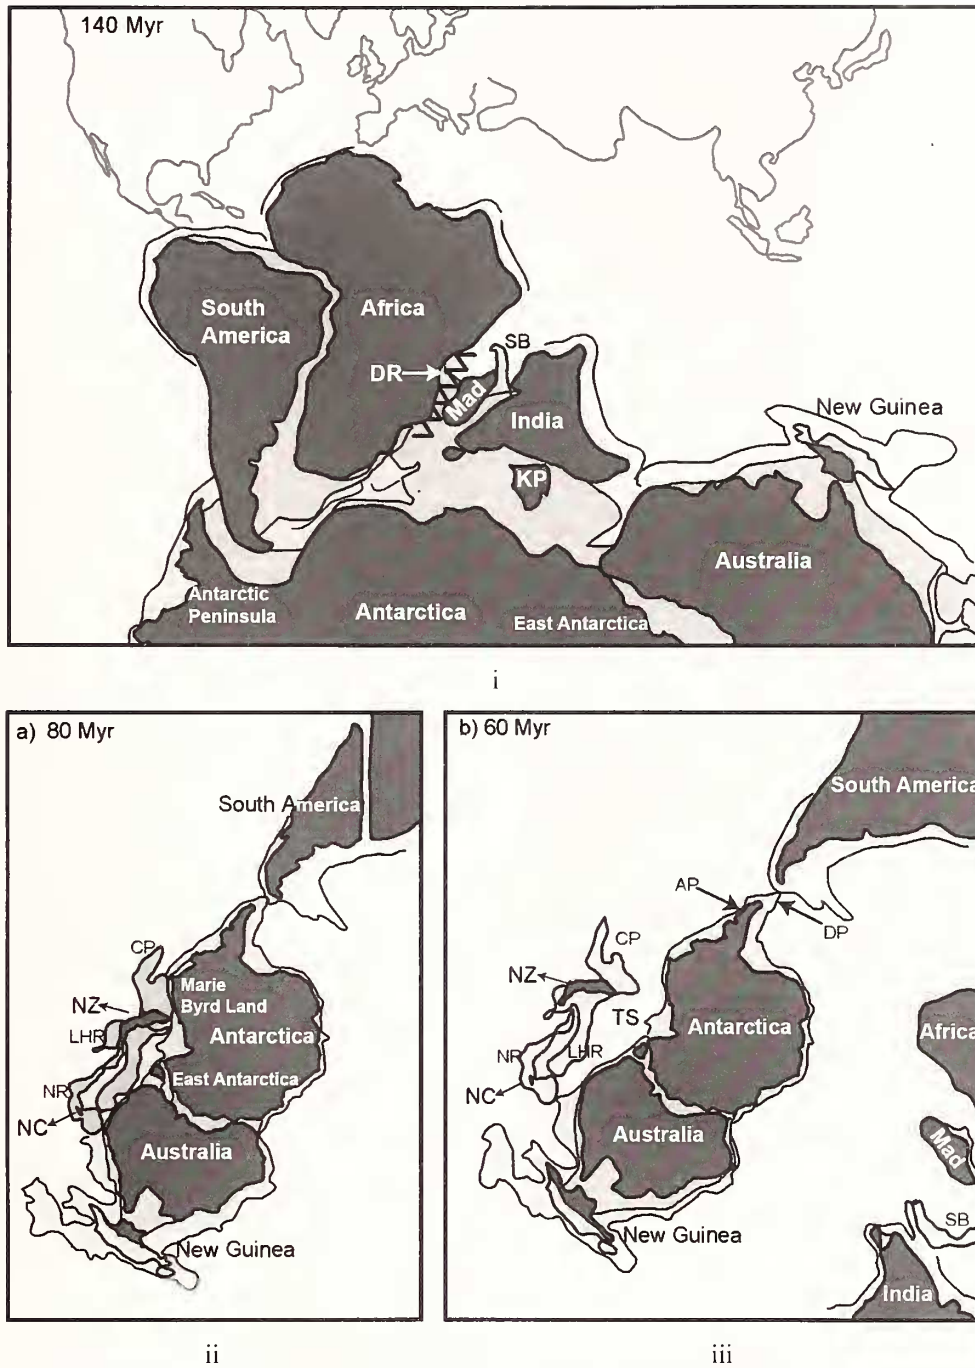 140 Myr
South
America
Africa
DR
SB
Mad
India
New Guinea
KP
Australia
Antarctic
Peninsula
Antarctica
East Antarctica
i
a) 80 Myr
South America
CP
Marie
Byrd Land
NZ
LHR
Antarctica
East Antarctica
NR
NC
Australia
New Guinea
ii
b) 60 Myr
South America
AP
DP
CP
NZ
TS
Antarctica
Africa
NR
LHR
NC
Australia
Mad
SB
New Guinea
India
iii